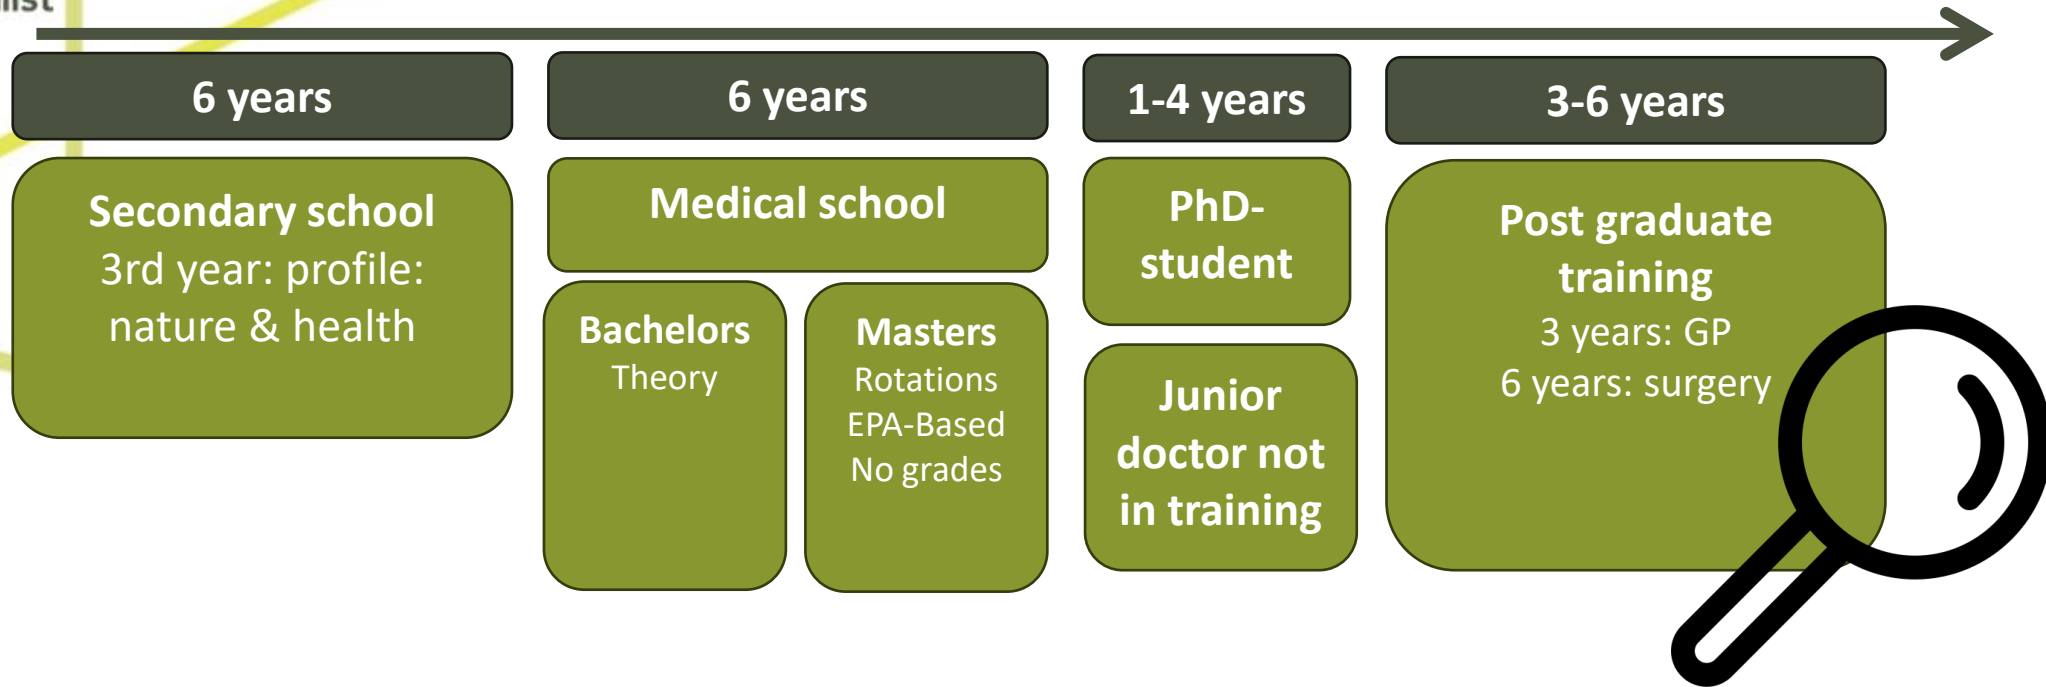 6 years
6 years
1-4 years
3-6 years
Secondary school
3rd year: profile:
nature & health
Medical school
Bachelors
Theory
Masters
Rotations
EPA-Based
No grades
PhD-
student
Junior
doctor not
in training
Post graduate
training
3 years: GP
6 years: surgery